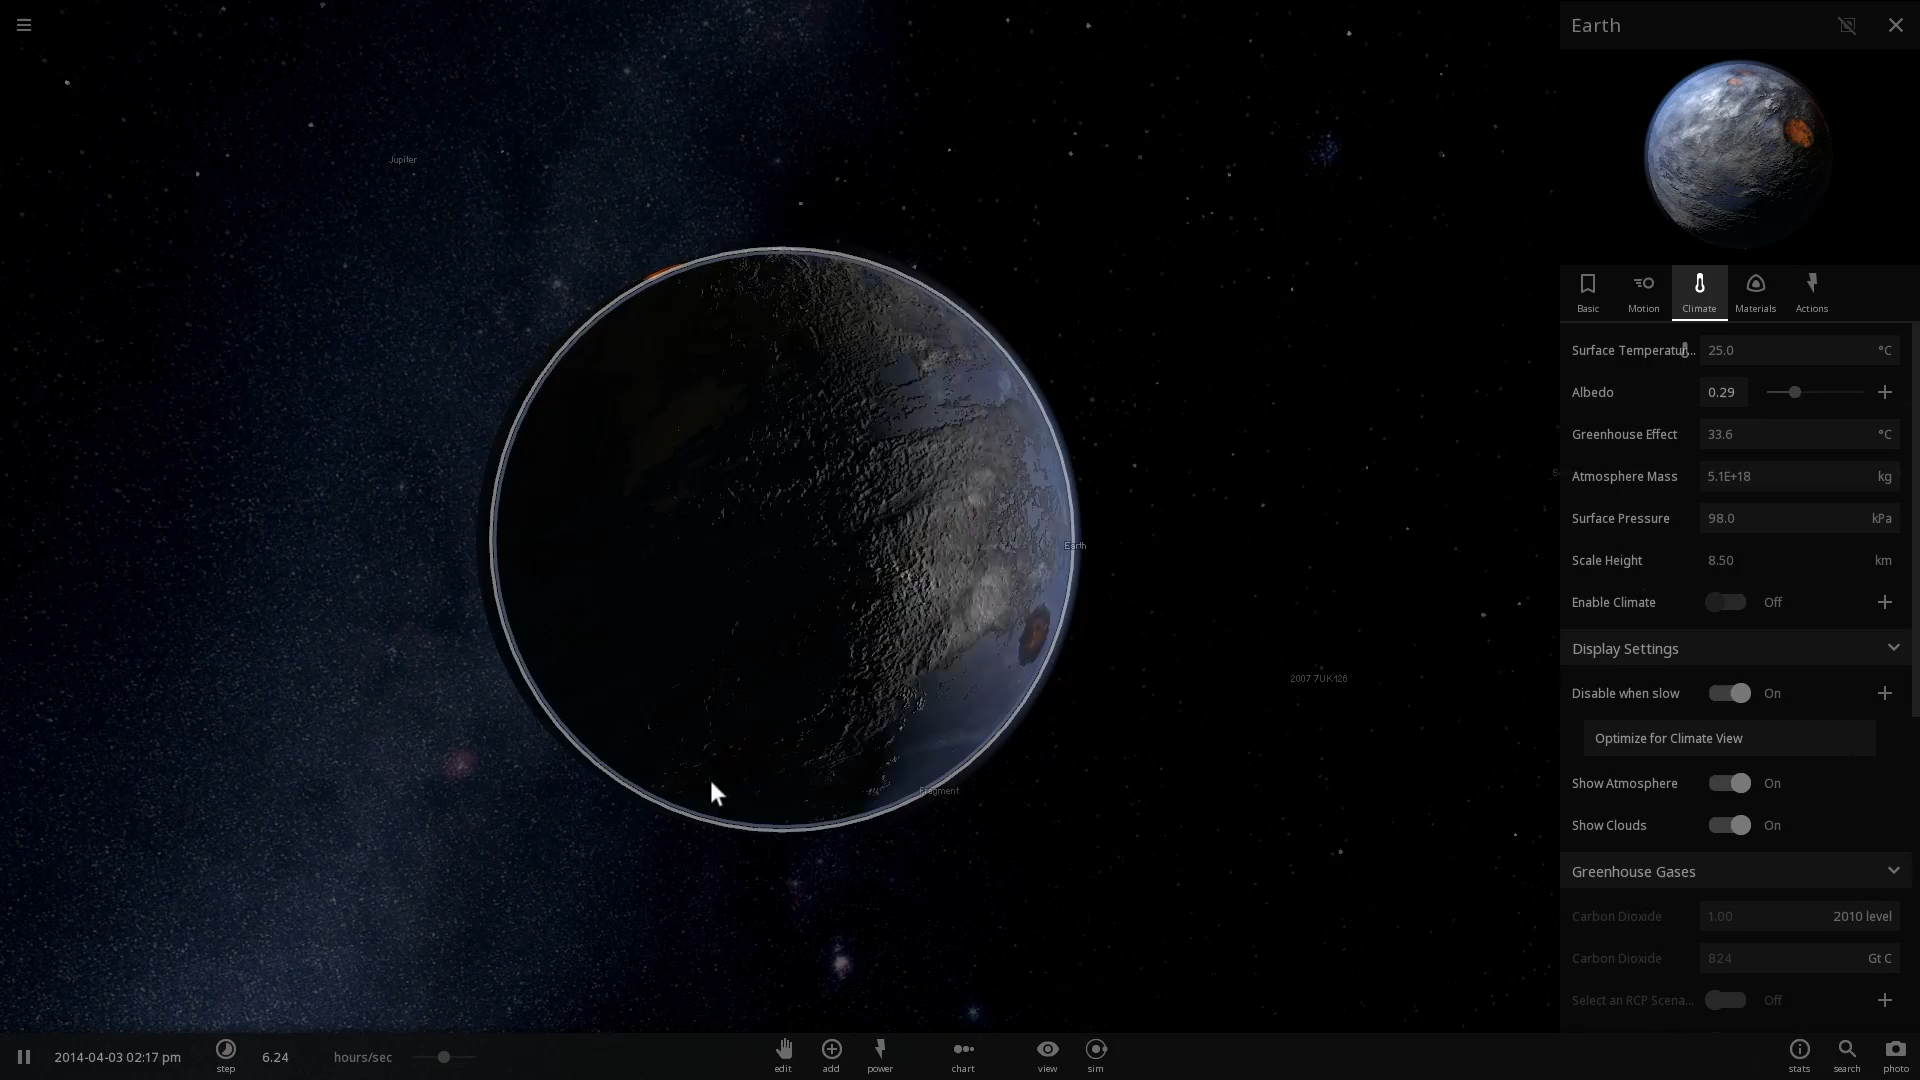 Earth
Jupiter
Earth
2007 7UK126
Fragment
Basic
Motion
Climate
Materials
Actions
Surface Temperatur... 25.0 °C
Albedo 0.29
Greenhouse Effect 33.6 °C
Atmosphere Mass 5.1E+18 kg
Surface Pressure 98.0 kPa
Scale Height 8.50 km
Enable Climate Off
Display Settings
Disable when slow On
Optimize for Climate View
Show Atmosphere On
Show Clouds On
Greenhouse Gases
Carbon Dioxide 1.00 2010 level
Carbon Dioxide 824 Gt C
Select an RCP Scena... Off
2014-04-03 02:17 pm
step
6.24 hours/sec
edit
add
power
chart
view
sim
stats
search
photo